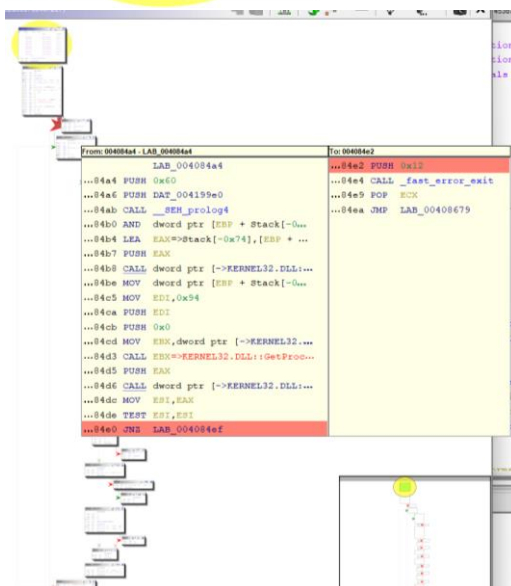 tion
tion
als
From: 004084a4 - LAB_004084a4
To: 004084e2
LAB_004084a4
...84a4 PUSH 0x60
...84a6 PUSH DAT_004199e0
...84ab CALL __SEH_prolog4
...84b0 AND dword ptr [EBP + Stack[-0...
...84b4 LEA EAX=>Stack[-0x74],[EBP + ...
...84b7 PUSH EAX
...84b8 CALL dword ptr [->KERNEL32.DLL:...
...84be MOV dword ptr [EBP + Stack[-0...
...84c5 MOV EDI,0x94
...84ca PUSH EDI
...84cb PUSH 0x0
...84cd MOV EBX,dword ptr [->KERNEL32....
...84d3 CALL EBX=>KERNEL32.DLL::GetProc...
...84d5 PUSH EAX
...84d6 CALL dword ptr [->KERNEL32.DLL:...
...84dc MOV ESI,EAX
...84de TEST ESI,ESI
...84e0 JNZ LAB_004084ef
...84e2 PUSH 0x12
...84e4 CALL _fast_error_exit
...84e9 POP ECX
...84ea JMP LAB_00408679